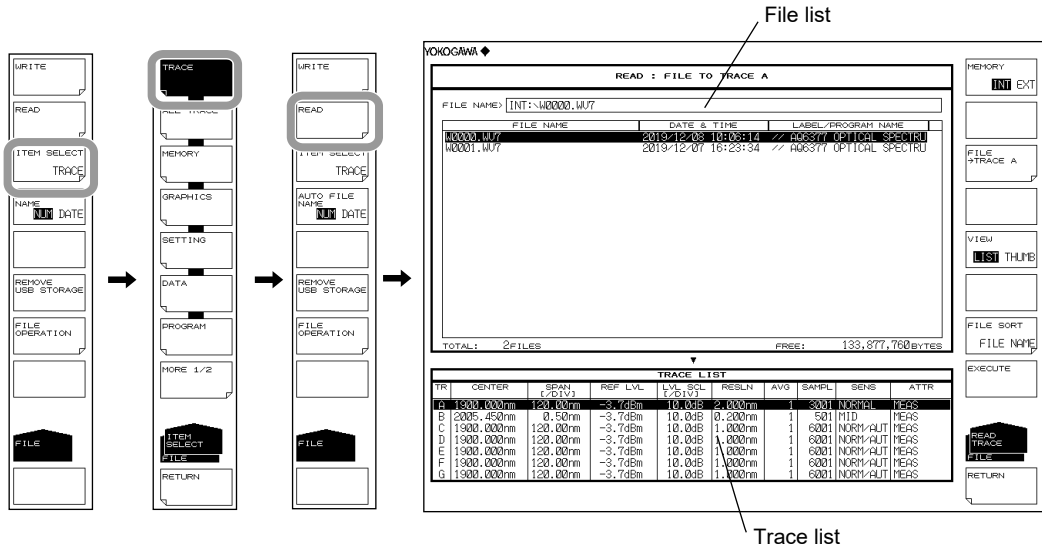 File list
WRITE
READ
ITEM SELECT
TRACE
NAME
NUM DATE
REMOVE
USB STORAGE
FILE
OPERATION
FILE
TRACE
ALL TRACE
MEMORY
GRAPHICS
SETTING
DATA
PROGRAM
MORE 1/2
ITEM
SELECT
FILE
RETURN
WRITE
READ
ITEM SELECT
TRACE
AUTO FILE
NAME
NUM DATE
REMOVE
USB STORAGE
FILE
OPERATION
FILE
YOKOGAWA
READ : FILE TO TRACE A
FILE NAME> INT:\W0000.WV7
FILE NAME DATE & TIME LABEL/PROGRAM NAME
W0000.WV7 2019/12/08 10:06:14 // AQ6377 OPTICAL SPECTRU
W0001.WV7 2019/12/07 16:23:34 // AQ6377 OPTICAL SPECTRU
TOTAL: 2FILES FREE: 133,877,760BYTES
TRACE LIST
TR CENTER SPAN [/DIV] REF LVL LVL SCL [/DIV] RESLN AVG SAMPL SENS ATTR
A 1900.000nm 120.00nm -3.7dBm 10.0dB 2.000nm 1 3001 NORMAL MEAS
B 2005.450nm 0.50nm -3.7dBm 10.0dB 0.200nm 1 501 MID MEAS
C 1900.000nm 120.00nm -3.7dBm 10.0dB 1.000nm 1 6001 NORM/AUT MEAS
D 1900.000nm 120.00nm -3.7dBm 10.0dB 1.000nm 1 6001 NORM/AUT MEAS
E 1900.000nm 120.00nm -3.7dBm 10.0dB 1.000nm 1 6001 NORM/AUT MEAS
F 1900.000nm 120.00nm -3.7dBm 10.0dB 1.000nm 1 6001 NORM/AUT MEAS
G 1900.000nm 120.00nm -3.7dBm 10.0dB 1.000nm 1 6001 NORM/AUT MEAS
MEMORY
INT EXT
FILE
→TRACE A
VIEW
LIST THUMB
FILE SORT
FILE NAME
EXECUTE
READ
TRACE
FILE
RETURN
Trace list